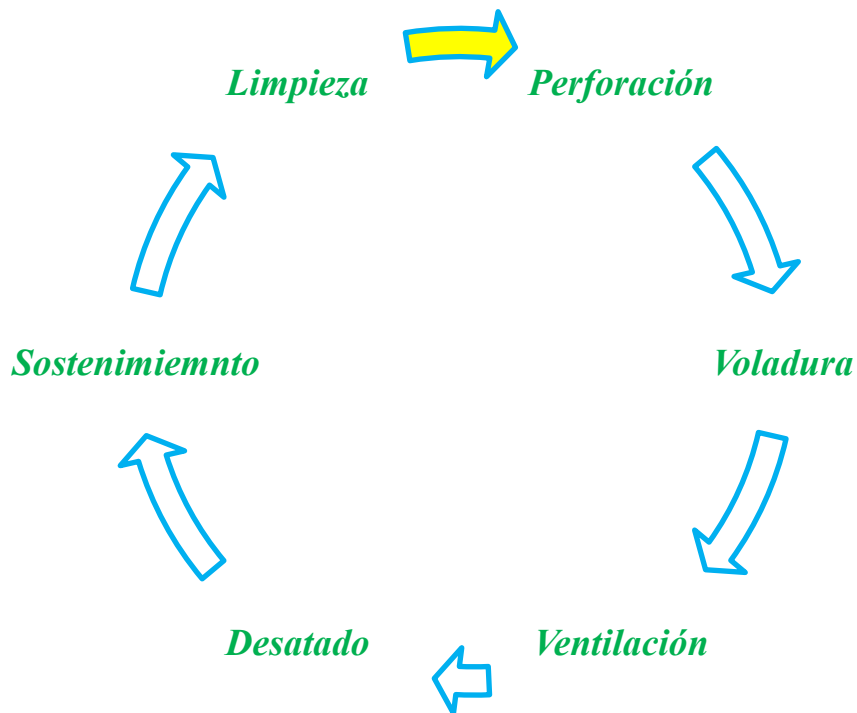 Limpieza
Perforación
Sostenimiemnto
Voladura
Desatado
Ventilación